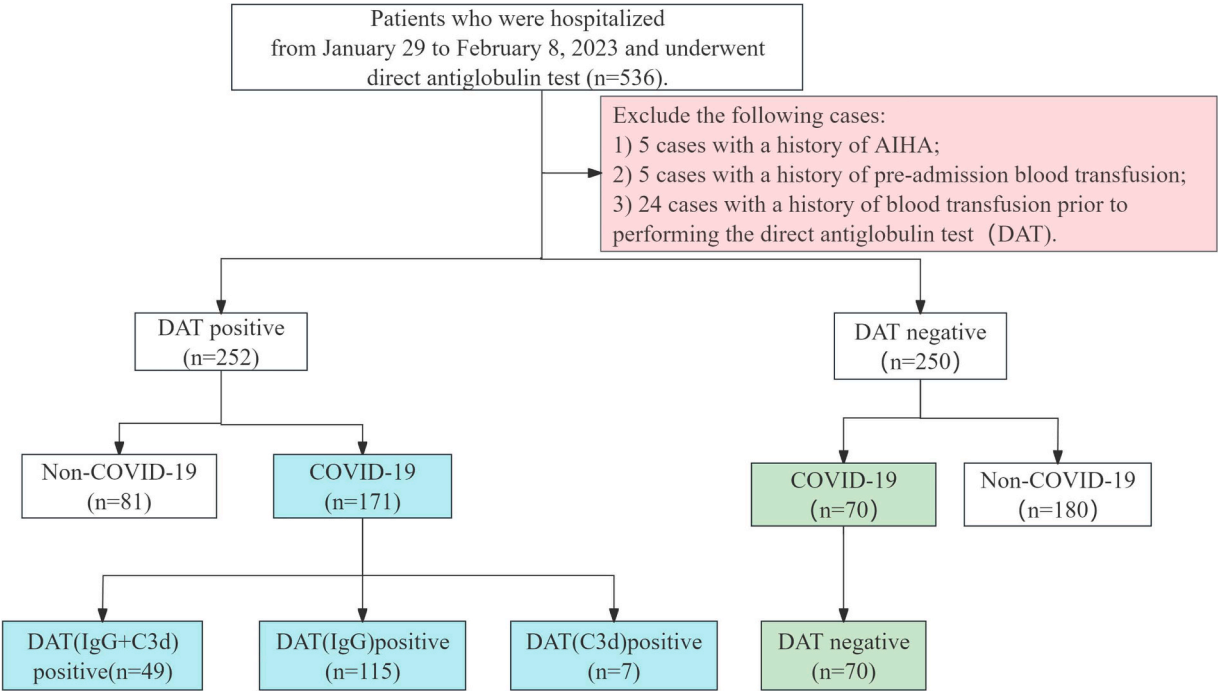 Patients who were hospitalized
from January 29 to February 8, 2023 and underwent
direct antiglobulin test (n=536).
Exclude the following cases:
1) 5 cases with a history of AIHA;
2) 5 cases with a history of pre-admission blood transfusion;
3) 24 cases with a history of blood transfusion prior to
performing the direct antiglobulin test（DAT).
DAT positive
(n=252)
DAT negative
(n=250)
Non-COVID-19
(n=81)
COVID-19
(n=171)
COVID-19
(n=70)
Non-COVID-19
(n=180)
DAT(IgG+C3d)
positive(n=49)
DAT(IgG)positive
(n=115)
DAT(C3d)positive
(n=7)
DAT negative
(n=70)